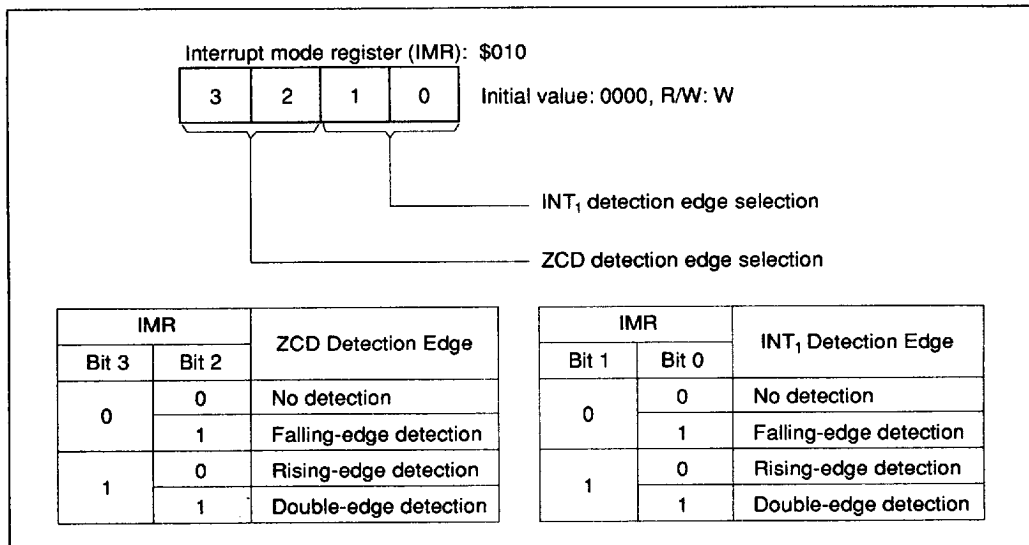 Interrupt mode register (IMR): $010
3 2 1 0 Initial value: 0000, R/W: W
INT₁ detection edge selection
ZCD detection edge selection
IMR ZCD Detection Edge
Bit 3 Bit 2
0 0 No detection
1 Falling-edge detection
1 0 Rising-edge detection
1 Double-edge detection
IMR INT₁ Detection Edge
Bit 1 Bit 0
0 0 No detection
1 Falling-edge detection
1 0 Rising-edge detection
1 Double-edge detection